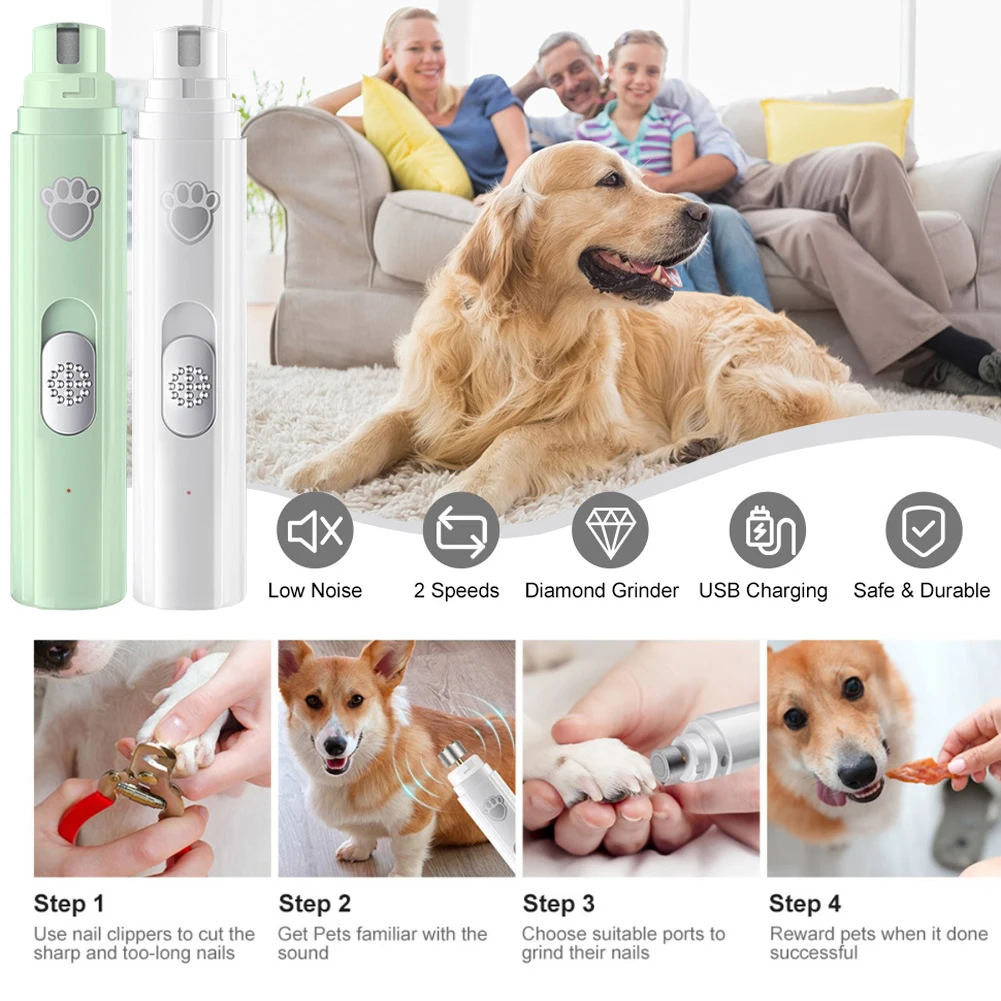 Low Noise
2 Speeds
Diamond Grinder
USB Charging
Safe & Durable
Step 1
Use nail clippers to cut the
sharp and too-long nails
Step 2
Get Pets familiar with the
sound
Step 3
Choose suitable ports to
grind their nails
Step 4
Reward pets when it done
successful